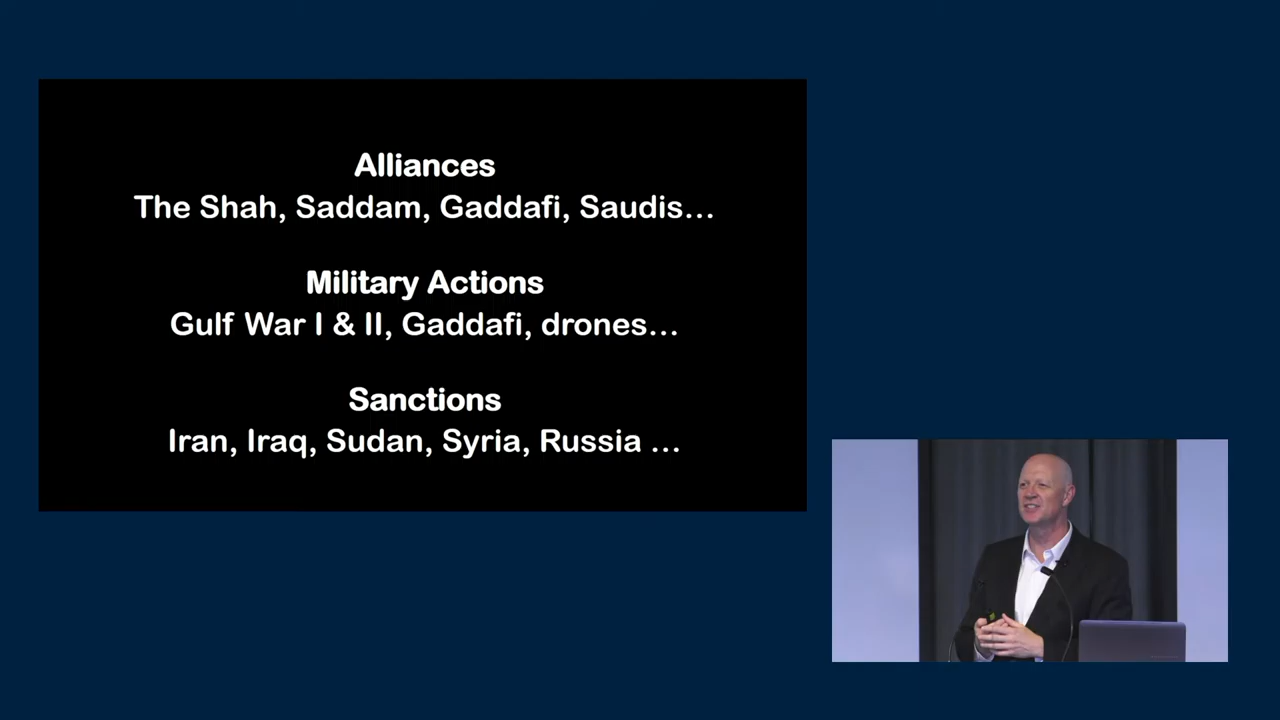 Alliances
The Shah, Saddam, Gaddafi, Saudis...
Military Actions
Gulf War I & II, Gaddafi, drones...
Sanctions
Iran, Iraq, Sudan, Syria, Russia ...